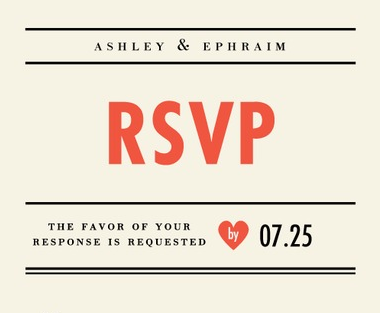 ASHLEY & EPHRAIM
RSVP
THE FAVOR OF YOUR
RESPONSE IS REQUESTED
by 07.25